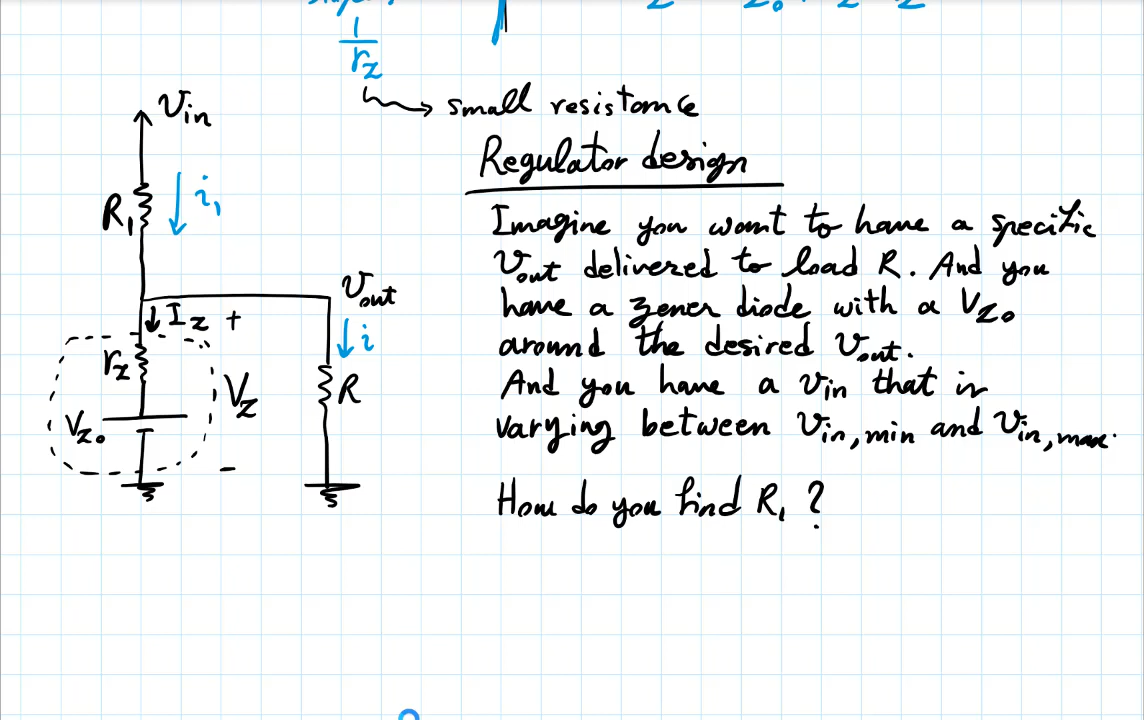 1
rz
small resistance
Vin
Regulator design
R1
i1
Imagine you want to have a specific
Vout delivered to load R. And you
have a zener diode with a Vzo
around the desired Vout.
And you have a Vin that is
varying between Vin,min and Vin,max.
How do you find R1 ?
Vout
Iz +
i
rz
Vz
R
Vzo
-